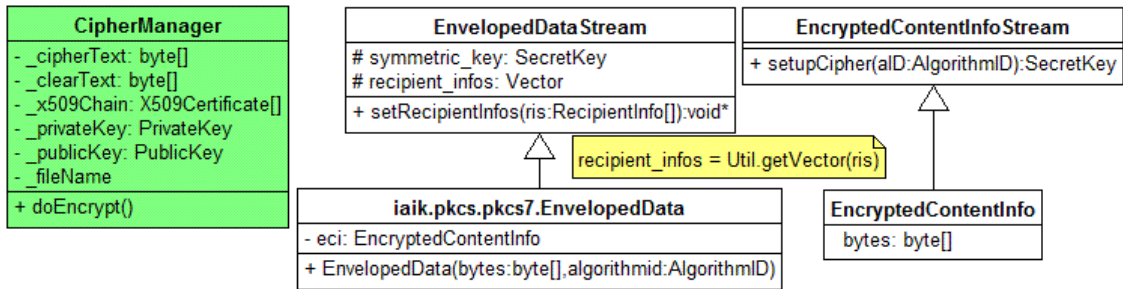 CipherManager
- _cipherText: byte[]
- _clearText: byte[]
- _x509Chain: X509Certificate[]
- _privateKey: PrivateKey
- _publicKey: PublicKey
- _fileName
+ doEncrypt()
EnvelopedDataStream
# symmetric_key: SecretKey
# recipient_infos: Vector
+ setRecipientInfos(ris:RecipientInfo[]):void*
EncryptedContentInfoStream
+ setupCipher(aID:AlgorithmID):SecretKey
recipient_infos = Util.getVector(ris)
iaik.pkcs.pkcs7.EnvelopedData
- eci: EncryptedContentInfo
+ EnvelopedData(bytes:byte[],algorithmid:AlgorithmID)
EncryptedContentInfo
bytes: byte[]